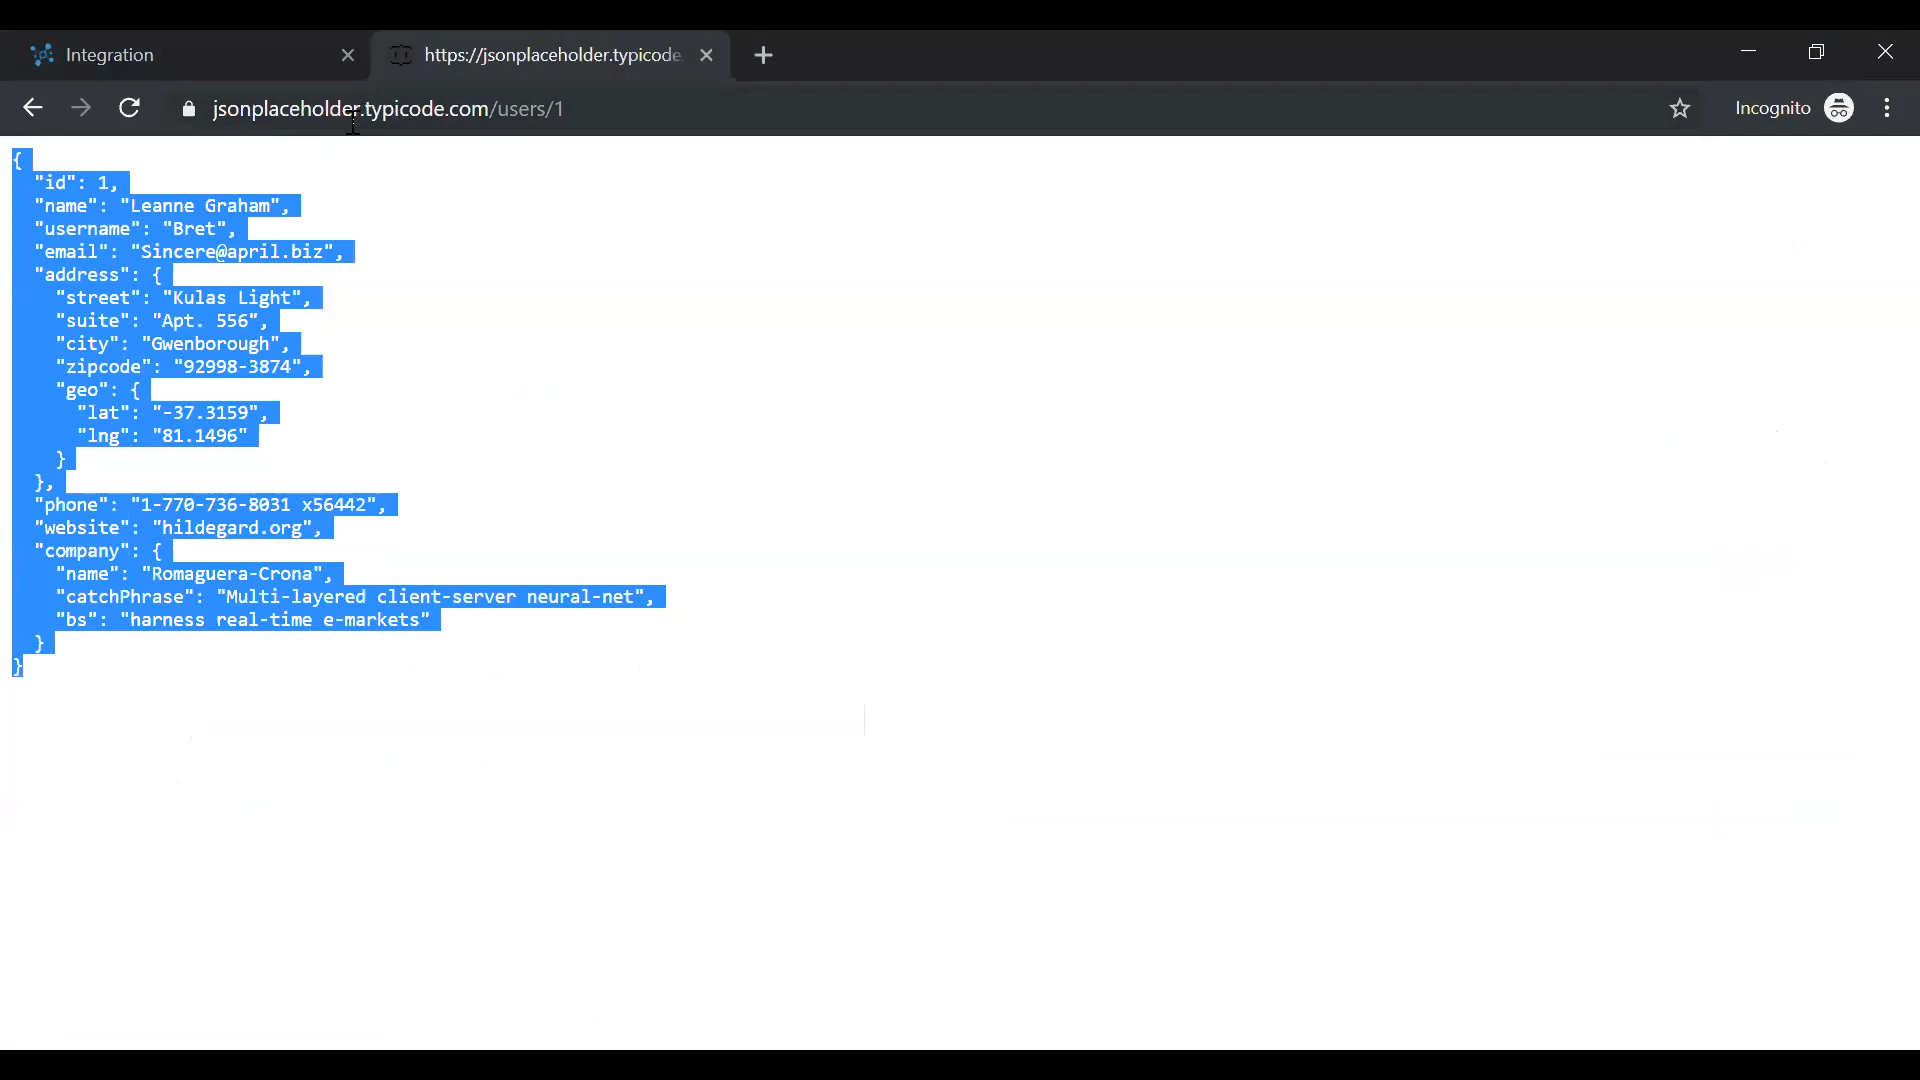 Integration
https://jsonplaceholder.typicode
jsonplaceholder.typicode.com/users/1
Incognito
{
  "id": 1,
  "name": "Leanne Graham",
  "username": "Bret",
  "email": "Sincere@april.biz",
  "address": {
    "street": "Kulas Light",
    "suite": "Apt. 556",
    "city": "Gwenborough",
    "zipcode": "92998-3874",
    "geo": {
      "lat": "-37.3159",
      "lng": "81.1496"
    }
  },
  "phone": "1-770-736-8031 x56442",
  "website": "hildegard.org",
  "company": {
    "name": "Romaguera-Crona",
    "catchPhrase": "Multi-layered client-server neural-net",
    "bs": "harness real-time e-markets"
  }
}